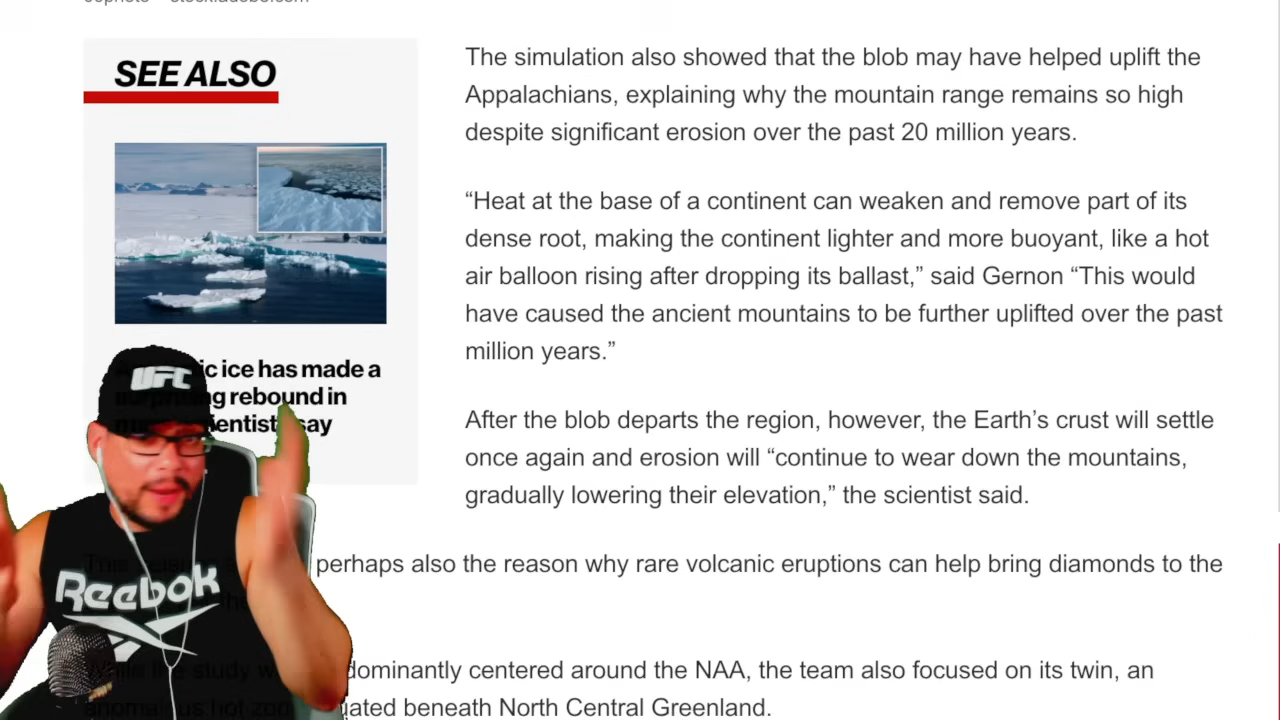 SEE ALSO
ic ice has made a
rebound in
say
The simulation also showed that the blob may have helped uplift the
Appalachians, explaining why the mountain range remains so high
despite significant erosion over the past 20 million years.
“Heat at the base of a continent can weaken and remove part of its
dense root, making the continent lighter and more buoyant, like a hot
air balloon rising after dropping its ballast,” said Gernon “This would
have caused the ancient mountains to be further uplifted over the past
million years.”
After the blob departs the region, however, the Earth’s crust will settle
once again and erosion will “continue to wear down the mountains,
gradually lowering their elevation,” the scientist said.
perhaps also the reason why rare volcanic eruptions can help bring diamonds to the
dominantly centered around the NAA, the team also focused on its twin, an
beneath North Central Greenland.
UFC
Reebok